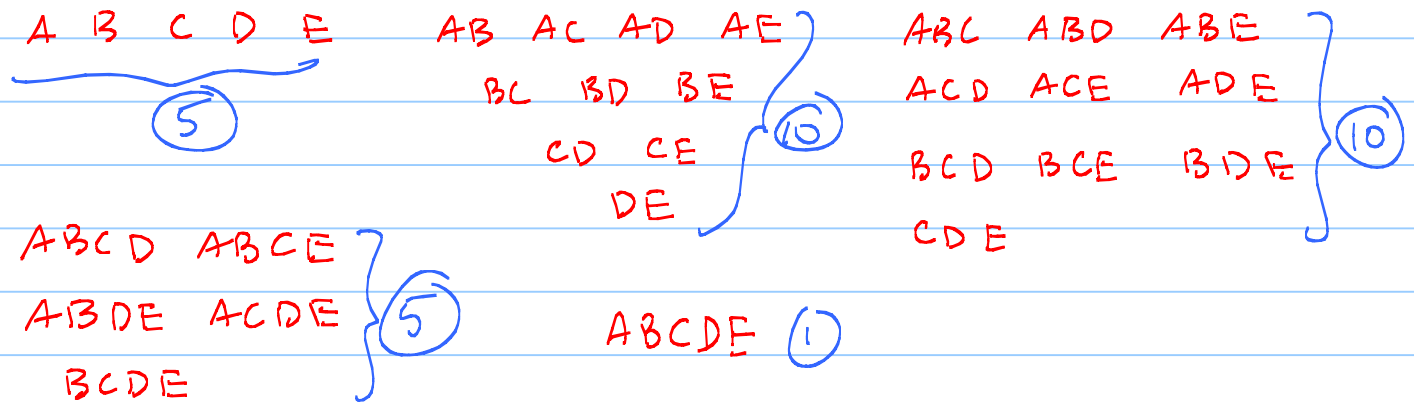 A B C D E
5
AB AC AD AE
BC BD BE
CD CE
DE
10
ABC ABD ABE
ACD ACE ADE
BCD BCE BDE
CDE
10
ABCD ABCE
ABDE ACDE
BCDE
5
ABCDE 1